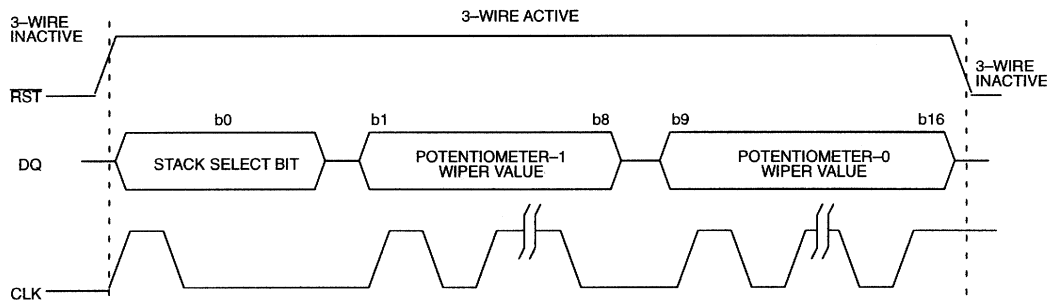 3–WIRE
INACTIVE
3–WIRE ACTIVE
3–WIRE
INACTIVE
RST
b0
b1
b8
b9
b16
DQ
STACK SELECT BIT
POTENTIOMETER–1
WIPER VALUE
POTENTIOMETER–0
WIPER VALUE
CLK